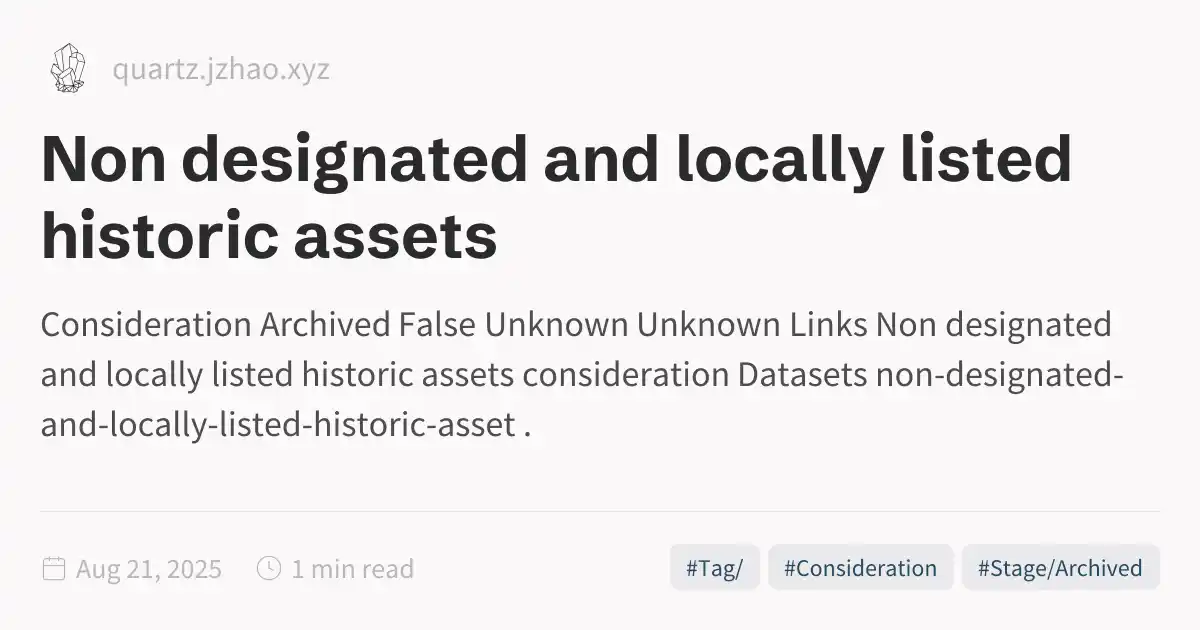 quartz.jzhao.xyz
Non designated and locally listed
historic assets
Consideration Archived False Unknown Unknown Links Non designated
and locally listed historic assets consideration Datasets non-designated-
and-locally-listed-historic-asset .
Aug 21, 2025 1 min read #Tag/ #Consideration #Stage/Archived